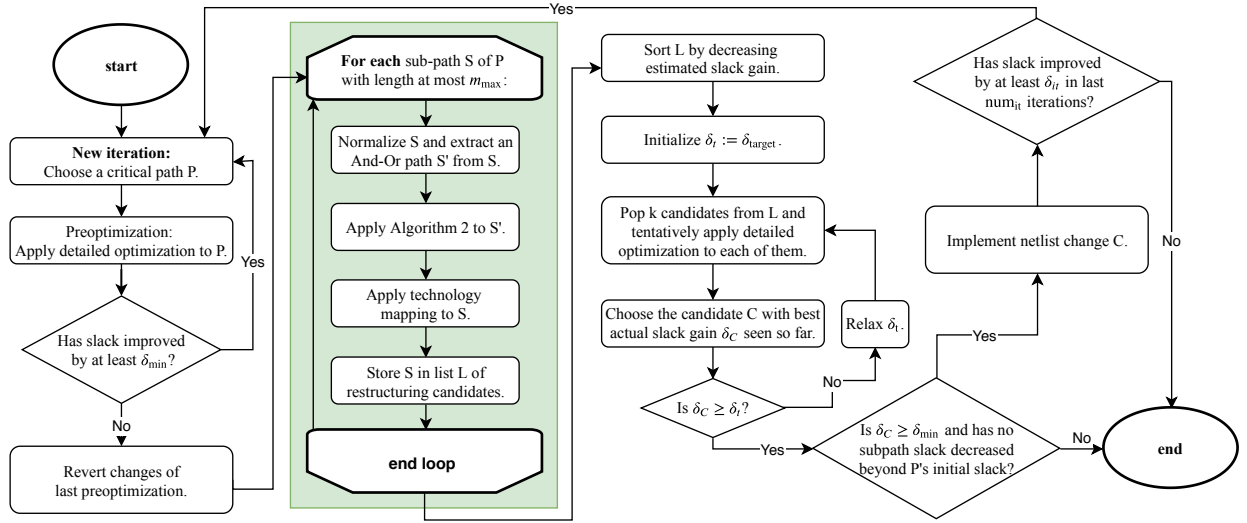 start
New iteration:
Choose a critical path P.
Preoptimization:
Apply detailed optimization to P.
Has slack improved
by at least δmin?
Yes
No
Revert changes of
last preoptimization.
For each sub-path S of P
with length at most mmax:
Normalize S and extract an
And-Or path S' from S.
Apply Algorithm 2 to S'.
Apply technology
mapping to S.
Store S in list L of
restructuring candidates.
end loop
Sort L by decreasing
estimated slack gain.
Initialize δt := δtarget.
Pop k candidates from L and
tentatively apply detailed
optimization to each of them.
Choose the candidate C with best
actual slack gain δC seen so far.
Is δC ≥ δt?
No
Relax δt.
Yes
Is δC ≥ δmin and has no
subpath slack decreased
beyond P's initial slack?
Yes
No
Implement netlist change C.
Has slack improved
by at least δit in last
numit iterations?
Yes
No
end